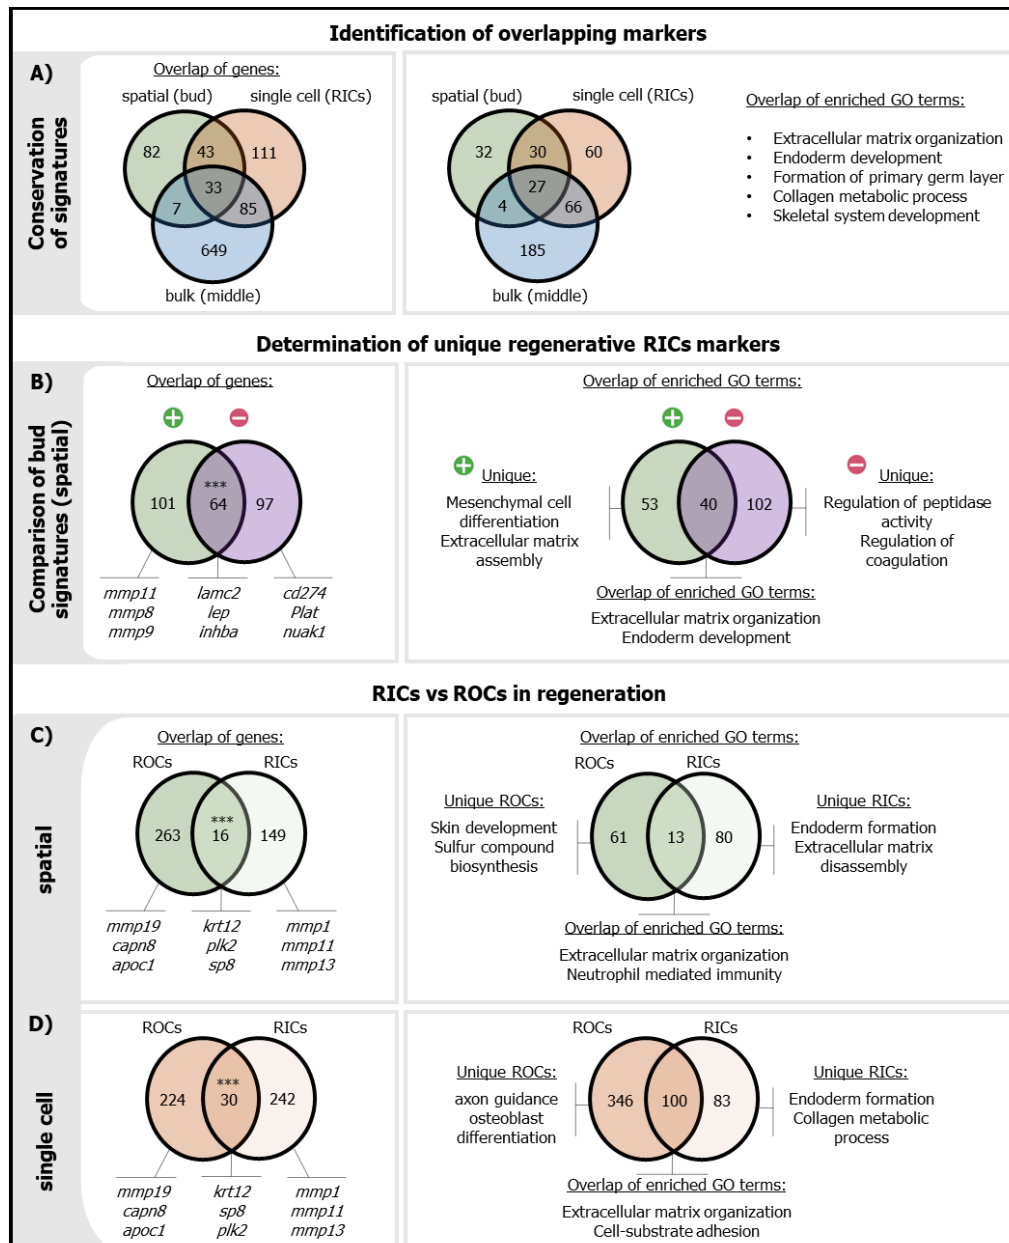 Identification of overlapping markers
A)
Conservation
of signatures
Overlap of genes:
spatial (bud)
single cell (RICs)
82
43
111
33
7
85
649
bulk (middle)
spatial (bud)
single cell (RICs)
32
30
60
27
4
66
185
bulk (middle)
Overlap of enriched GO terms:
• Extracellular matrix organization
• Endoderm development
• Formation of primary germ layer
• Collagen metabolic process
• Skeletal system development
Determination of unique regenerative RICs markers
B)
Comparison of bud
signatures (spatial)
Overlap of genes:
+
−
101
***
64
97
mmp11
mmp8
mmp9
lamc2
lep
inhba
cd274
Plat
nuak1
Overlap of enriched GO terms:
+
−
+ Unique:
Mesenchymal cell
differentiation
Extracellular matrix
assembly
53
40
102
− Unique:
Regulation of peptidase
activity
Regulation of
coagulation
Overlap of enriched GO terms:
Extracellular matrix organization
Endoderm development
RICs vs ROCs in regeneration
C)
spatial
Overlap of genes:
ROCs
RICs
263
***
16
149
mmp19
capn8
apoc1
krt12
plk2
sp8
mmp1
mmp11
mmp13
Overlap of enriched GO terms:
ROCs
RICs
Unique ROCs:
Skin development
Sulfur compound
biosynthesis
61
13
80
Unique RICs:
Endoderm formation
Extracellular matrix
disassembly
Overlap of enriched GO terms:
Extracellular matrix organization
Neutrophil mediated immunity
D)
single cell
ROCs
RICs
224
***
30
242
mmp19
capn8
apoc1
krt12
sp8
plk2
mmp1
mmp11
mmp13
ROCs
RICs
Unique ROCs:
axon guidance
osteoblast
differentiation
346
100
83
Unique RICs:
Endoderm formation
Collagen metabolic
process
Overlap of enriched GO terms:
Extracellular matrix organization
Cell-substrate adhesion